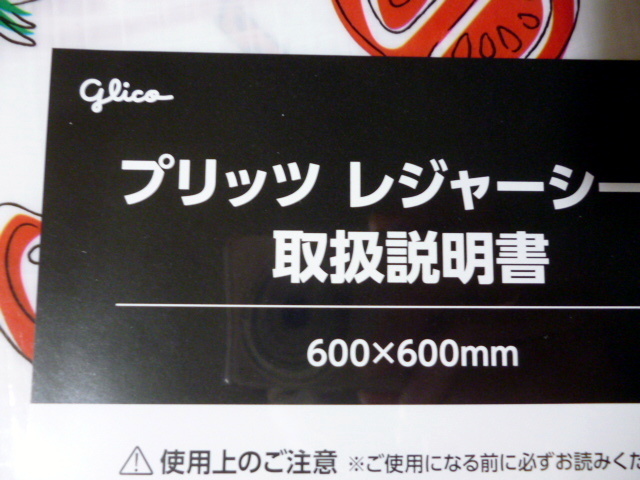 Glico
プリッツ レジャーシー
取扱説明書
600×600mm
⚠使用上のご注意 ※ご使用になる前に必ずお読みくだ